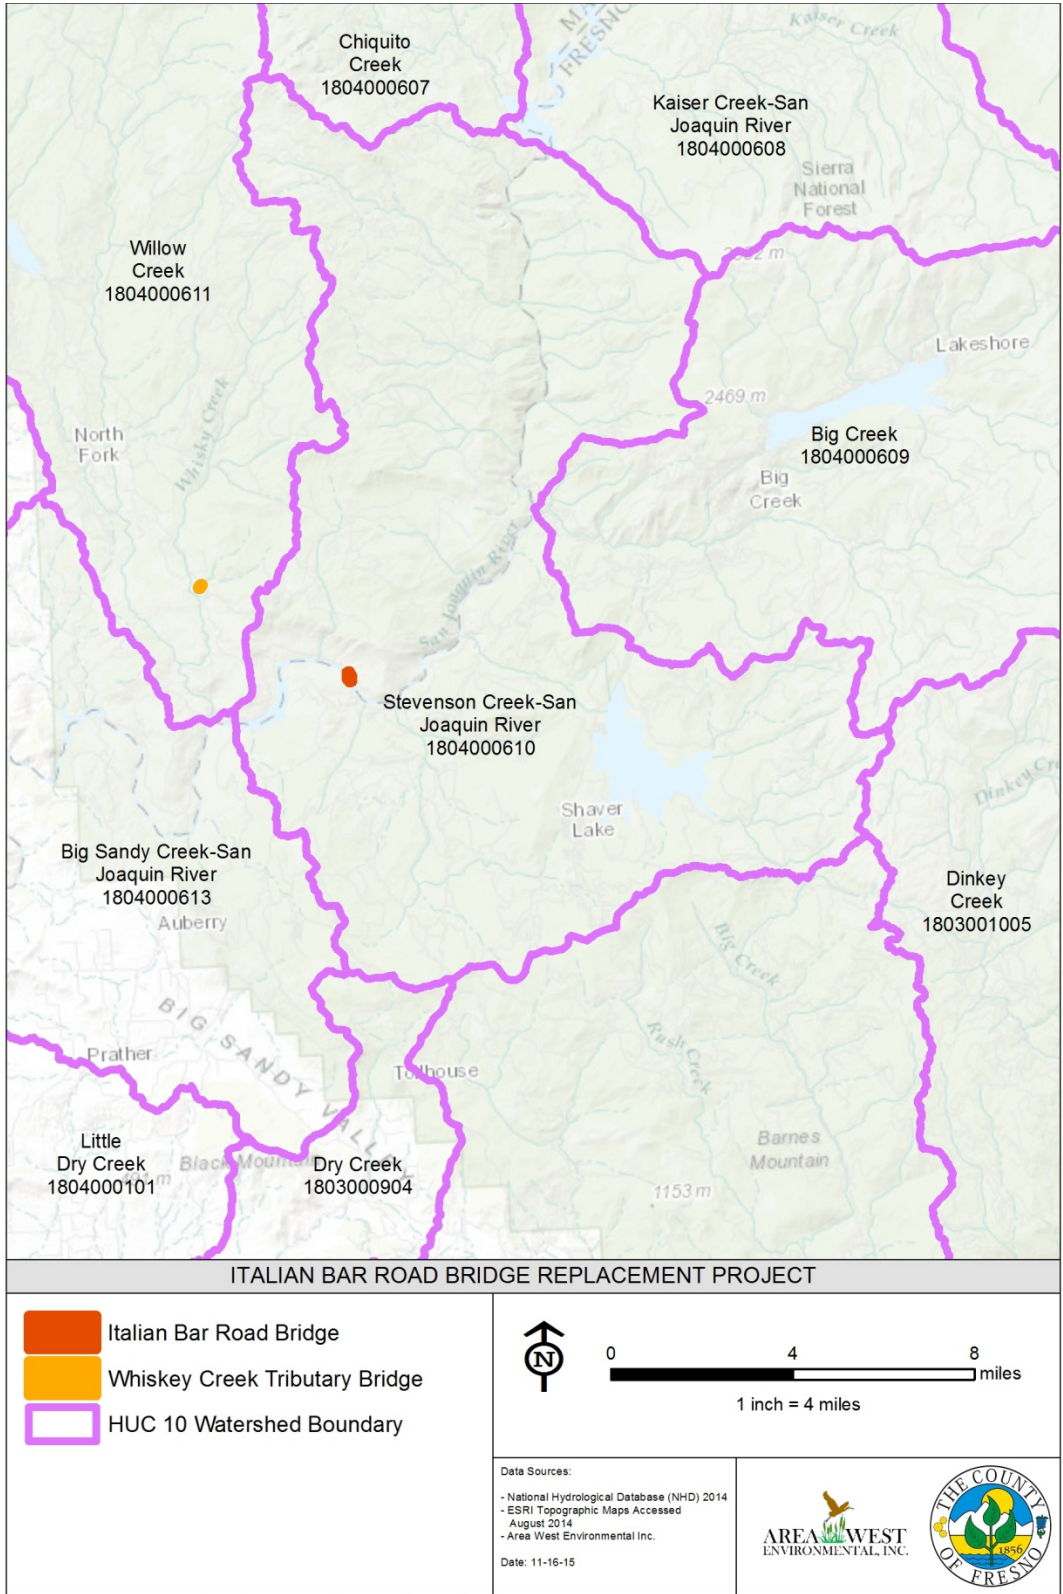 Kaiser Creek
FRESNO
Chiquito
Creek
1804000607
Kaiser Creek-San
Joaquin River
1804000608
Sierra
National
Forest
Willow
Creek
1804000611
Lakeshore
2469 m
Whisky Creek
North
Fork
Big Creek
1804000609
Big
Creek
San Joaquin River
Stevenson Creek-San
Joaquin River
1804000610
Shaver
Lake
Big Sandy Creek-San
Joaquin River
1804000613
Auberry
Dinkey
Creek
1803001005
Big Creek
Rush Creek
BIG SANDY
Prather
Tollhouse
Little
Dry Creek
1804000101
Dry Creek
1803000904
Barnes
Mountain
1153 m
ITALIAN BAR ROAD BRIDGE REPLACEMENT PROJECT
Italian Bar Road Bridge
Whiskey Creek Tributary Bridge
HUC 10 Watershed Boundary
N
0 4 8
miles
1 inch = 4 miles
Data Sources:
- National Hydrological Database (NHD) 2014
- ESRI Topographic Maps Accessed
August 2014
- Area West Environmental Inc.
Date: 11-16-15
AREA WEST
ENVIRONMENTAL, INC.
THE COUNTY
OF FRESNO
1856